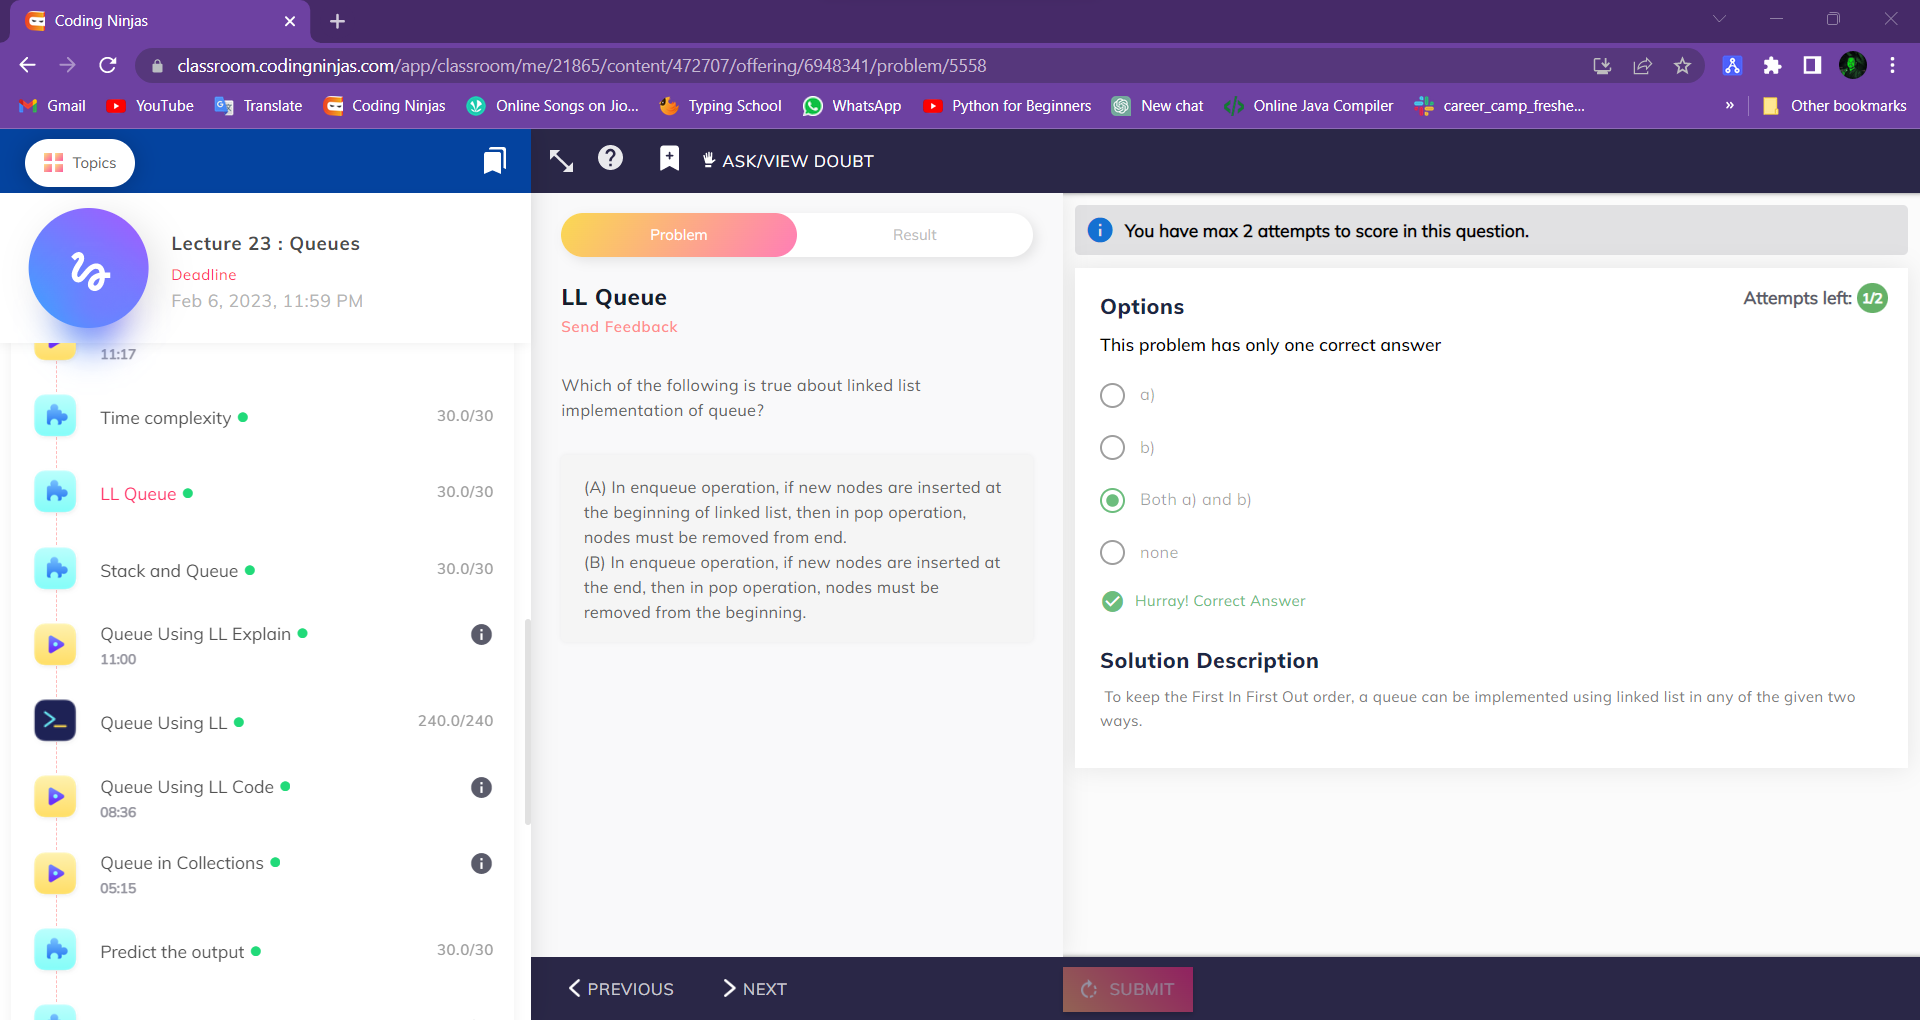 Coding Ninjas
classroom.codingninjas.com/app/classroom/me/21865/content/472707/offering/6948341/problem/5558
Gmail
YouTube
Translate
Coding Ninjas
Online Songs on Jio...
Typing School
WhatsApp
Python for Beginners
New chat
Online Java Compiler
career_camp_freshe...
»
Other bookmarks
Topics
ASK/VIEW DOUBT
Lecture 23 : Queues
Deadline
Feb 6, 2023, 11:59 PM
11:17
Time complexity
30.0/30
LL Queue
30.0/30
Stack and Queue
30.0/30
Queue Using LL Explain
11:00
Queue Using LL
240.0/240
Queue Using LL Code
08:36
Queue in Collections
05:15
Predict the output
30.0/30
Problem
Result
LL Queue
Send Feedback
Which of the following is true about linked list
implementation of queue?
(A) In enqueue operation, if new nodes are inserted at
the beginning of linked list, then in pop operation,
nodes must be removed from end.
(B) In enqueue operation, if new nodes are inserted at
the end, then in pop operation, nodes must be
removed from the beginning.
You have max 2 attempts to score in this question.
Options
Attempts left: 1/2
This problem has only one correct answer
a)
b)
Both a) and b)
none
Hurray! Correct Answer
Solution Description
To keep the First In First Out order, a queue can be implemented using linked list in any of the given two
ways.
PREVIOUS
NEXT
SUBMIT